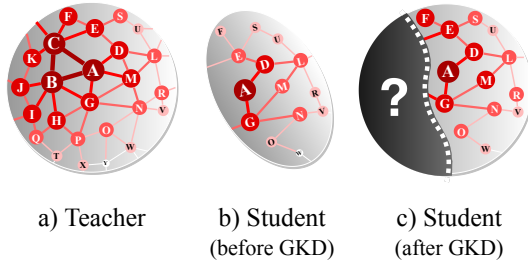 F
E
S
U
C
D
L
K
A
M
J
B
R
G
N
V
I
H
O
Q
P
W
T
X
Y
F
S
U
E
D
L
M
A
R
N
V
G
O
W
F
E
S
U
D
L
A
M
R
G
N
V
O
W
?
a) Teacher
b) Student
(before GKD)
c) Student
(after GKD)